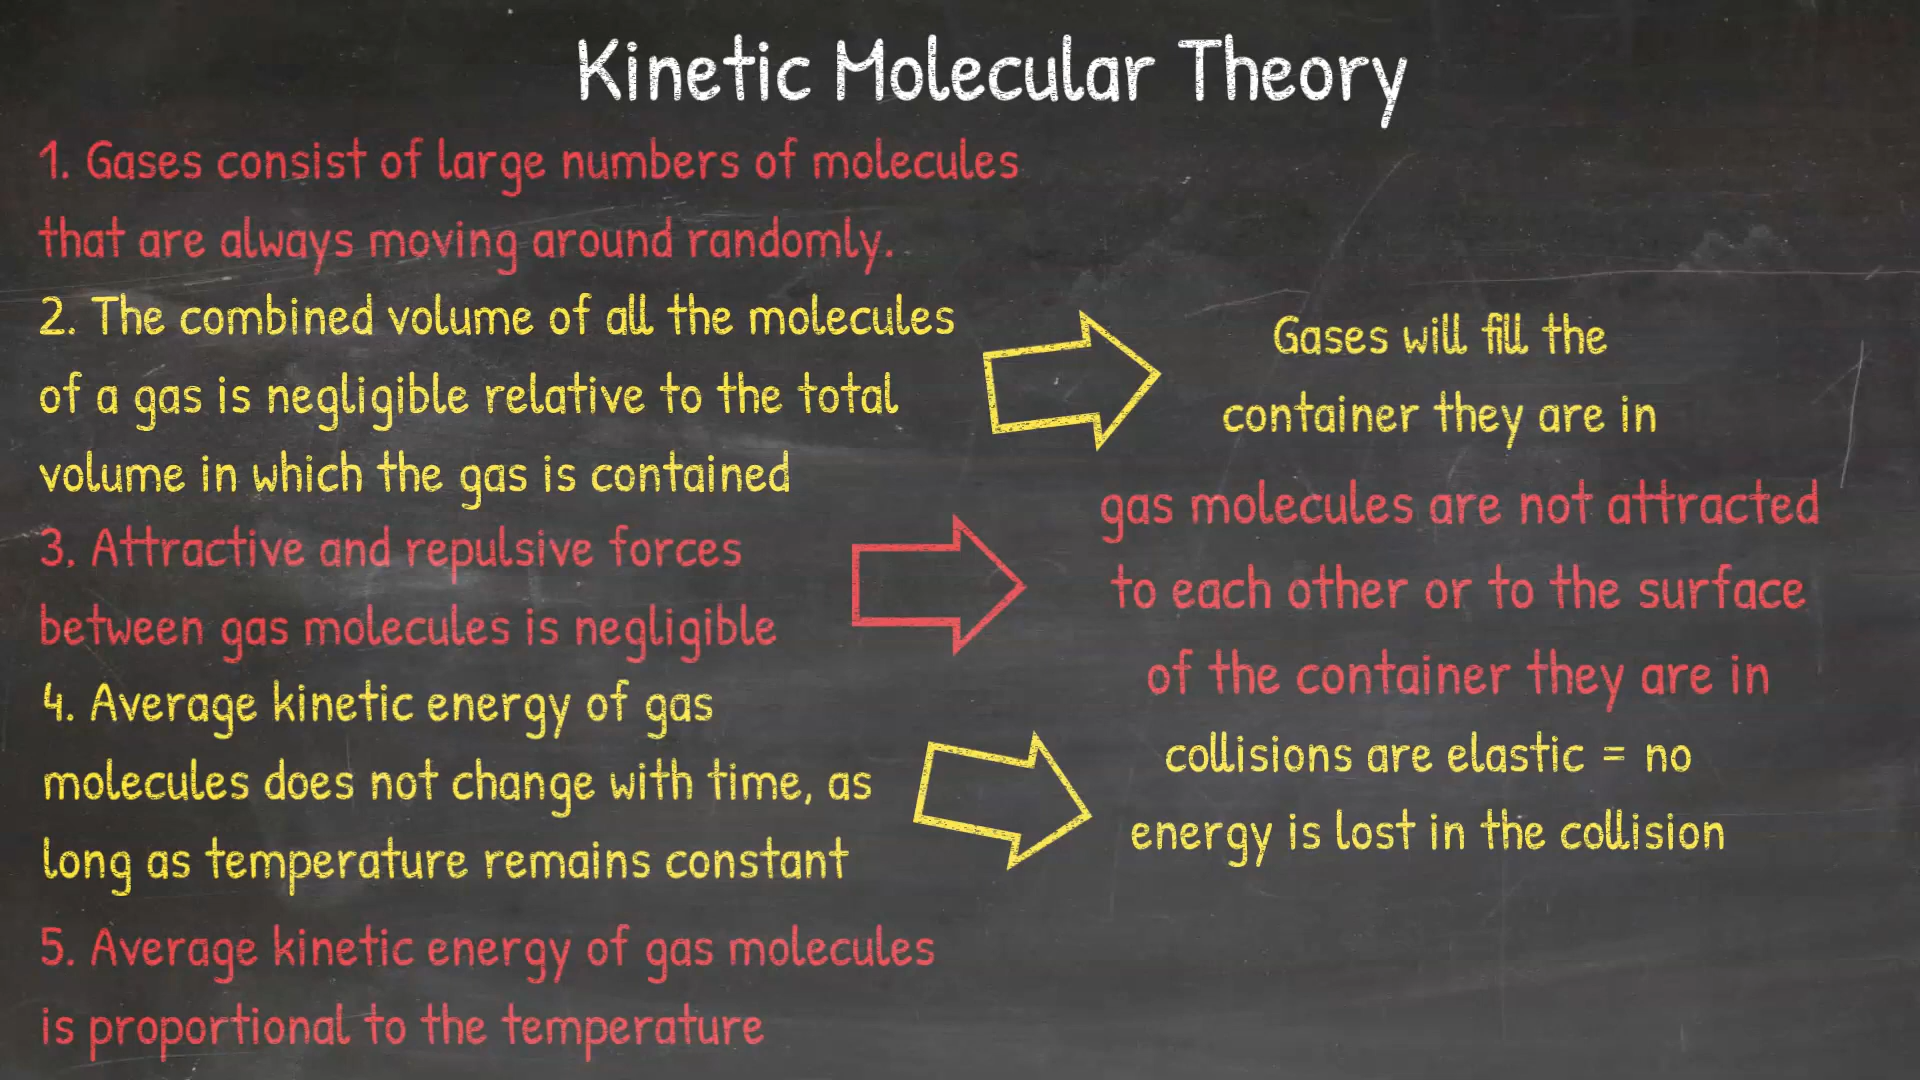 Kinetic Molecular Theory
1. Gases consist of large numbers of molecules
that are always moving around randomly.
2. The combined volume of all the molecules
of a gas is negligible relative to the total
volume in which the gas is contained
Gases will fill the
container they are in
3. Attractive and repulsive forces
between gas molecules is negligible
gas molecules are not attracted
to each other or to the surface
of the container they are in
4. Average kinetic energy of gas
molecules does not change with time, as
long as temperature remains constant
collisions are elastic = no
energy is lost in the collision
5. Average kinetic energy of gas molecules
is proportional to the temperature